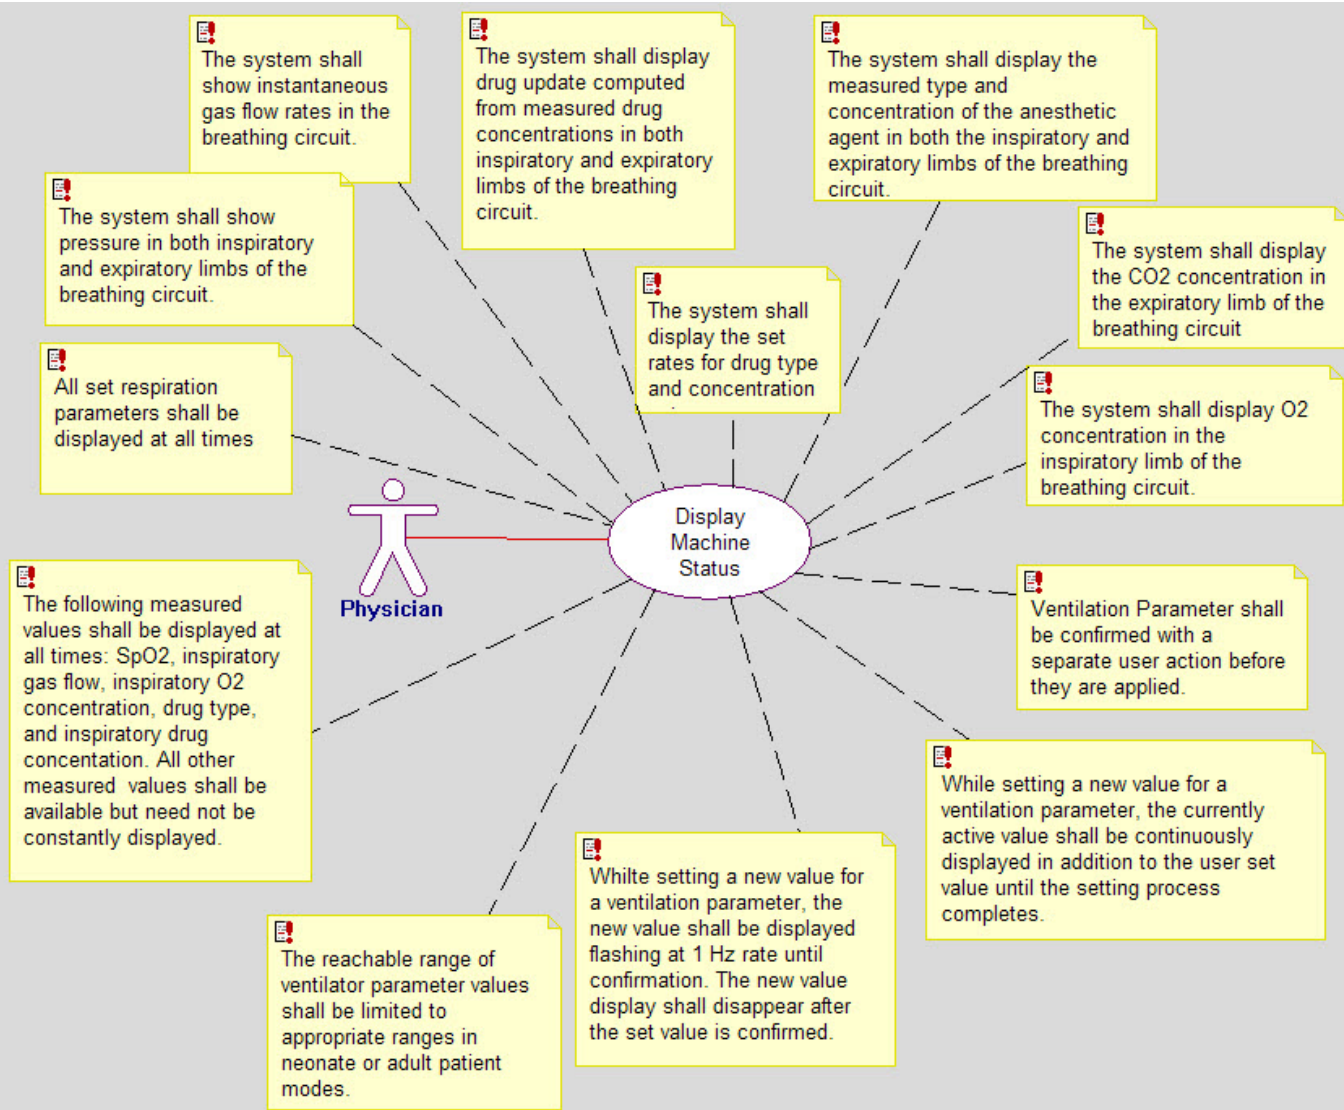 The system shall
show instantaneous
gas flow rates in the
breathing circuit.
The system shall display
drug update computed
from measured drug
concentrations in both
inspiratory and expiratory
limbs of the breathing
circuit.
The system shall display the
measured type and
concentration of the anesthetic
agent in both the inspiratory and
expiratory limbs of the breathing
circuit.
The system shall show
pressure in both inspiratory
and expiratory limbs of the
breathing circuit.
The system shall display
the CO2 concentration in
the expiratory limb of the
breathing circuit
The system shall
display the set
rates for drug type
and concentration
All set respiration
parameters shall be
displayed at all times
The system shall display O2
concentration in the
inspiratory limb of the
breathing circuit.
Display
Machine
Status
Physician
The following measured
values shall be displayed at
all times: SpO2, inspiratory
gas flow, inspiratory O2
concentration, drug type,
and inspiratory drug
concentation. All other
measured values shall be
available but need not be
constantly displayed.
Ventilation Parameter shall
be confirmed with a
separate user action before
they are applied.
While setting a new value for a
ventilation parameter, the currently
active value shall be continuously
displayed in addition to the user set
value until the setting process
completes.
Whilte setting a new value for
a ventilation parameter, the
new value shall be displayed
flashing at 1 Hz rate until
confirmation. The new value
display shall disappear after
the set value is confirmed.
The reachable range of
ventilator parameter values
shall be limited to
appropriate ranges in
neonate or adult patient
modes.